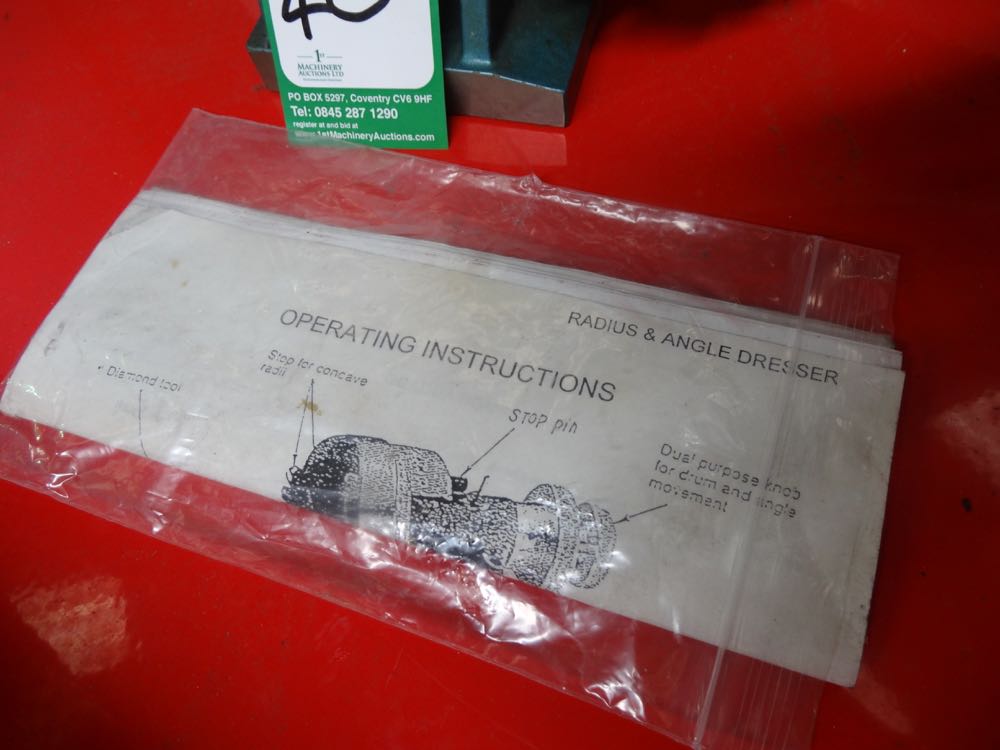 1st
MACHINERY
AUCTIONS LTD
PO BOX 5297, Coventry CV6 9HF
Tel: 0845 287 1290
register at and bid at
www.1stMachineryAuctions.com
RADIUS & ANGLE DRESSER
OPERATING INSTRUCTIONS
Diamond tool
Stop for concave
radii
STOP pin
Dual purpose knob
for drum and angle
movement